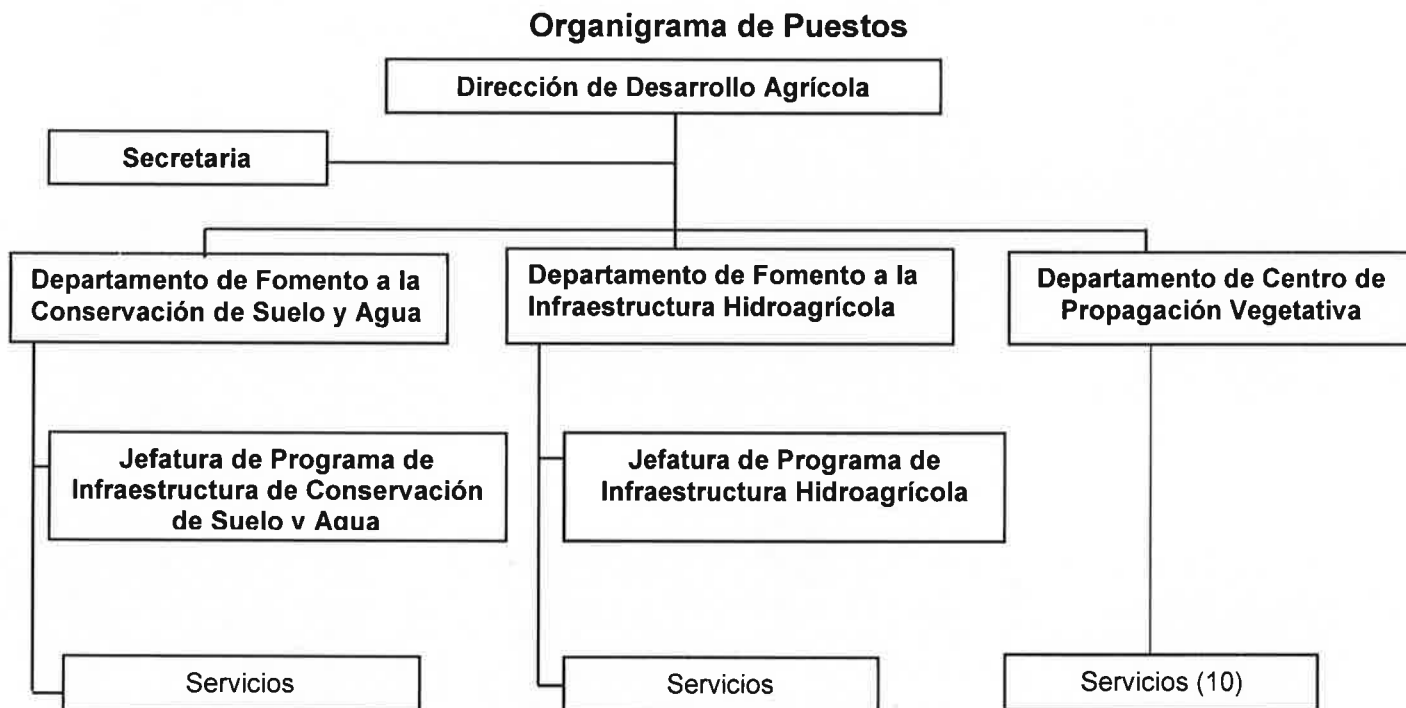 Organigrama de Puestos
Dirección de Desarrollo Agrícola
Secretaria
Departamento de Fomento a la
Conservación de Suelo y Agua
Departamento de Fomento a la
Infraestructura Hidroagrícola
Departamento de Centro de
Propagación Vegetativa
Jefatura de Programa de
Infraestructura de Conservación
de Suelo y Agua
Jefatura de Programa de
Infraestructura Hidroagrícola
Servicios
Servicios
Servicios (10)